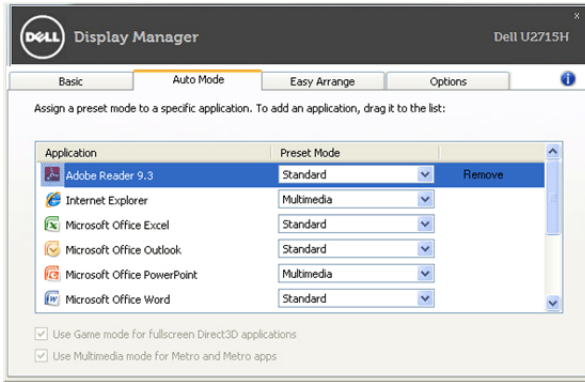 DELL Display Manager Dell U2715H x
Basic Auto Mode Easy Arrange Options i
Assign a preset mode to a specific application. To add an application, drag it to the list:
Application Preset Mode
Adobe Reader 9.3 Standard Remove
Internet Explorer Multimedia
Microsoft Office Excel Standard
Microsoft Office Outlook Standard
Microsoft Office PowerPoint Multimedia
Microsoft Office Word Standard
Use Game mode for fullscreen Direct3D applications
Use Multimedia mode for Metro and Metro apps